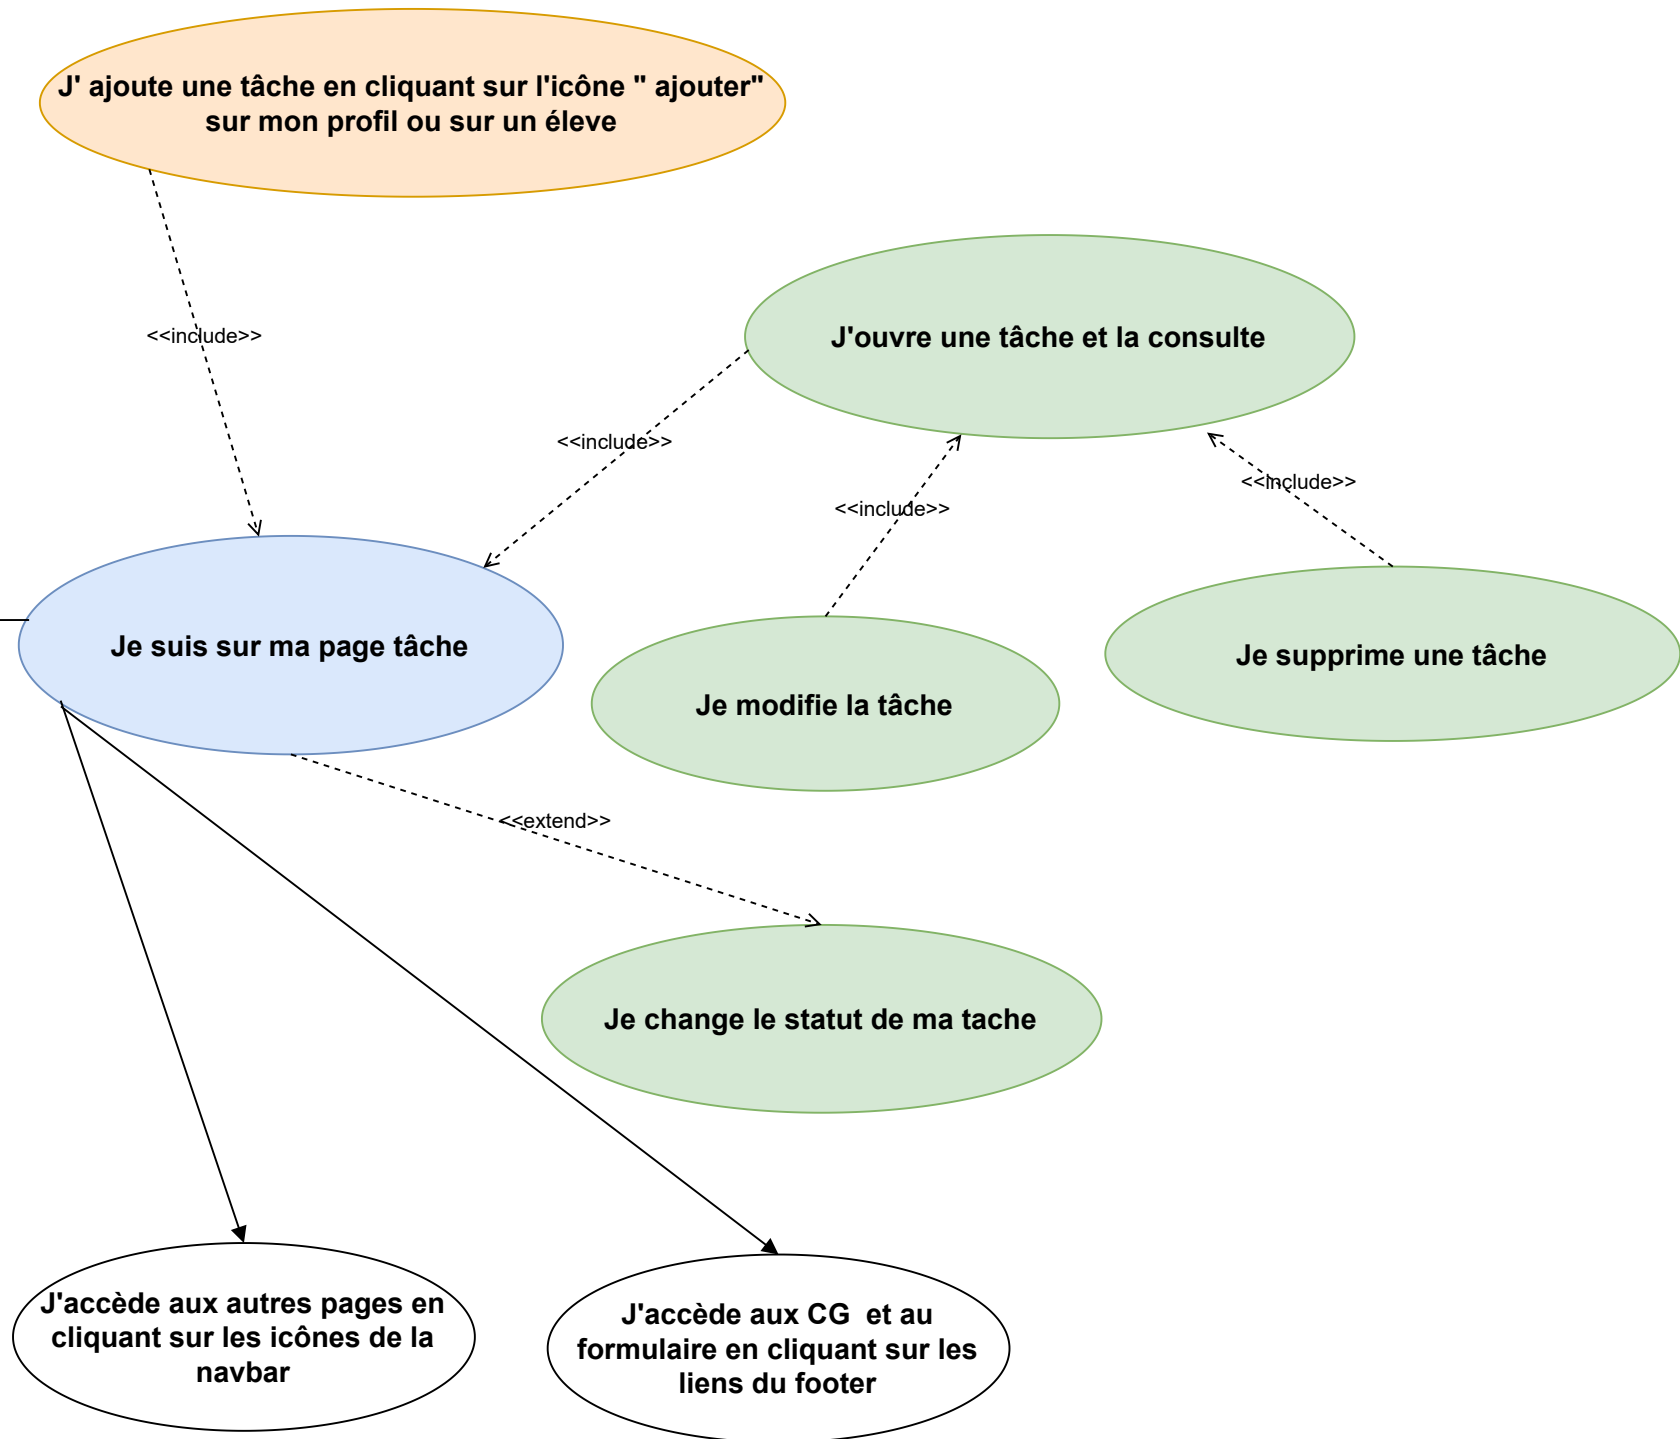 J' ajoute une tâche en cliquant sur l'icône " ajouter"
sur mon profil ou sur un éleve
<<include>>
J'ouvre une tâche et la consulte
<<include>>
<<include>>
<<include>>
Je suis sur ma page tâche
Je modifie la tâche
Je supprime une tâche
<<extend>>
Je change le statut de ma tache
J'accède aux autres pages en
cliquant sur les icônes de la
navbar
J'accède aux CG  et au
formulaire en cliquant sur les
liens du footer